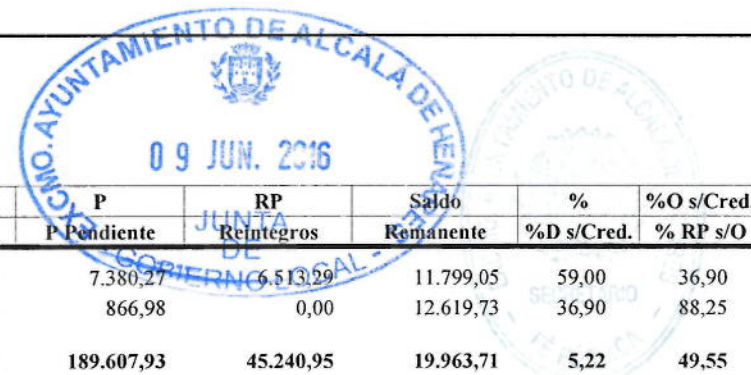 EXCMO. AYUNTAMIENTO DE ALCALÁ DE HENARES
09 JUN. 2016
JUNTA
DE
GOBIERNO LOCAL -
P RP Saldo % %O s/Cred.
P Pendiente Reintegros Remanente %D s/Cred. % RP s/O
7.380,27 6.513,29 11.799,05 59,00 36,90
866,98 0,00 12.619,73 36,90 88,25
189.607,93 45.240,95 19.963,71 5,22 49,55
SECRETARIO